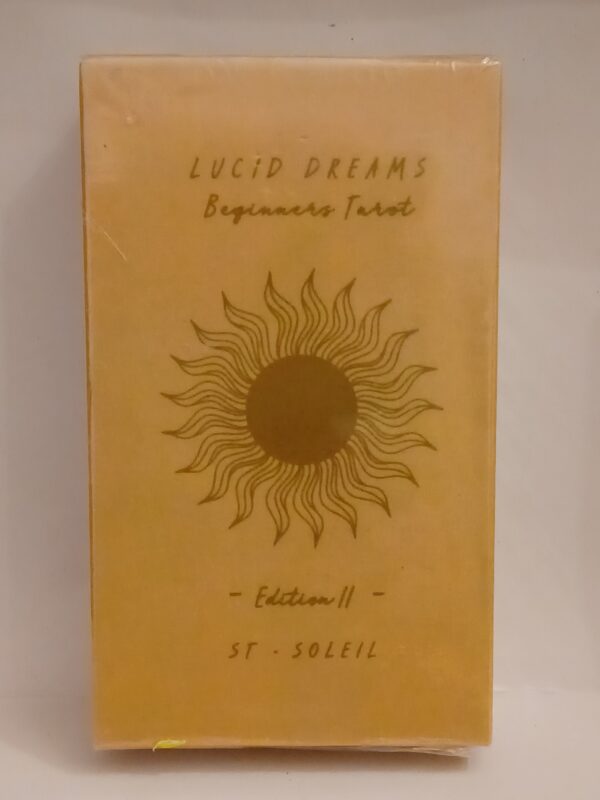 LUCiD DREAMS
Beginners Tarot
- Edition II -
ST · SOLEIL